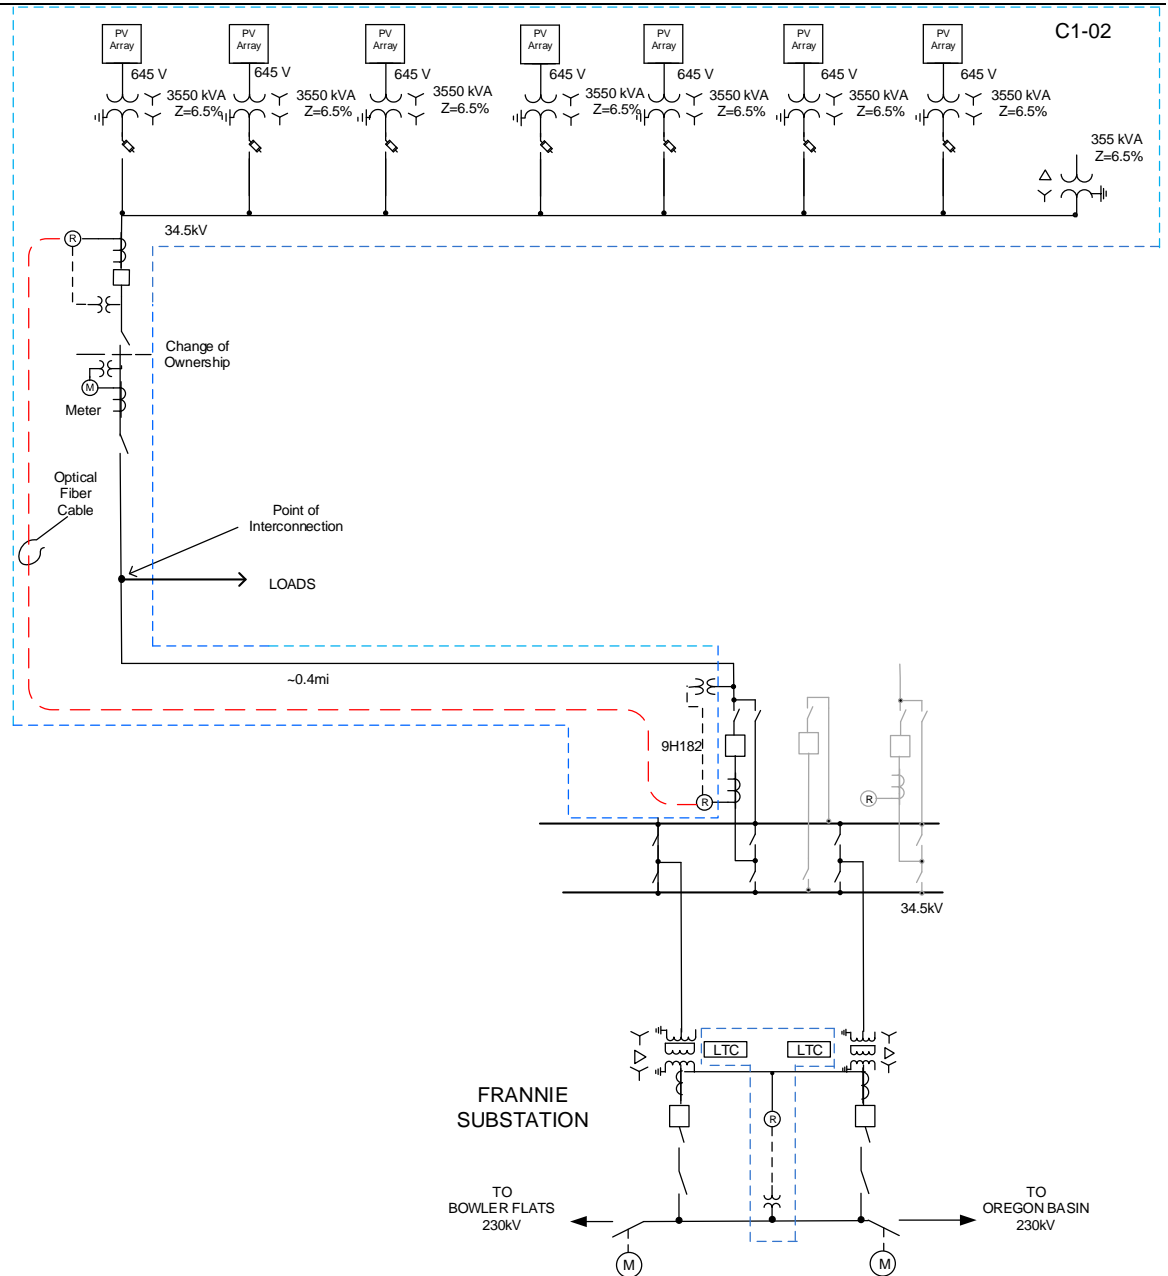 C1-02
PV
Array
PV
Array
PV
Array
PV
Array
PV
Array
PV
Array
PV
Array
645 V
645 V
645 V
645 V
645 V
645 V
645 V
3550 kVA
Z=6.5%
3550 kVA
Z=6.5%
3550 kVA
Z=6.5%
3550 kVA
Z=6.5%
3550 kVA
Z=6.5%
3550 kVA
Z=6.5%
3550 kVA
Z=6.5%
355 kVA
Z=6.5%
34.5kV
R
Change of
Ownership
M
Meter
Optical
Fiber
Cable
Point of
Interconnection
LOADS
~0.4mi
9H182
R
R
34.5kV
LTC
LTC
FRANNIE
SUBSTATION
R
TO
BOWLER FLATS
230kV
TO
OREGON BASIN
230kV
M
M